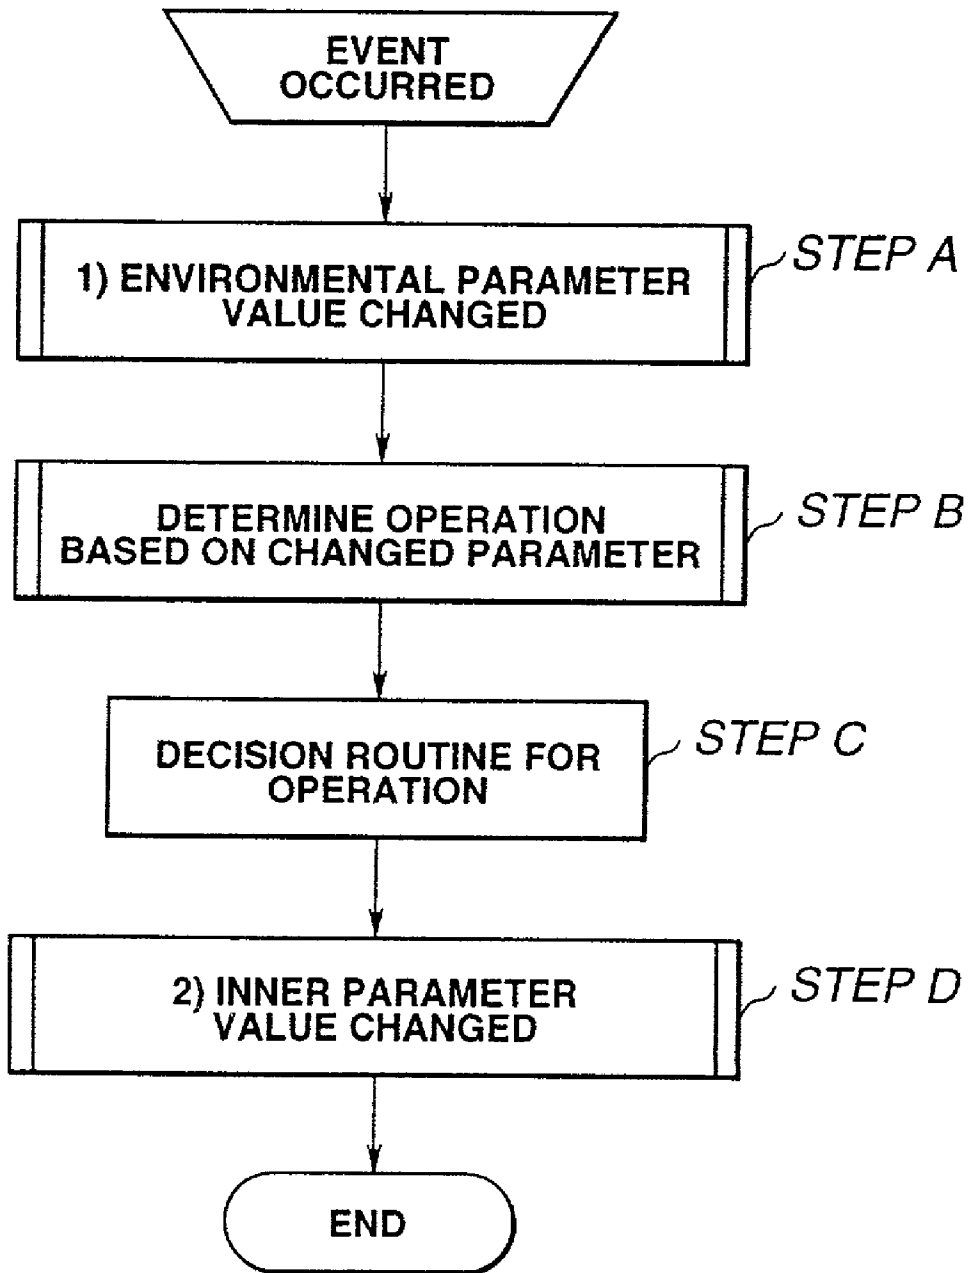 EVENT
OCCURRED
1) ENVIRONMENTAL PARAMETER
VALUE CHANGED
STEP A
DETERMINE OPERATION
BASED ON CHANGED PARAMETER
STEP B
DECISION ROUTINE FOR
OPERATION
STEP C
2) INNER PARAMETER
VALUE CHANGED
STEP D
END